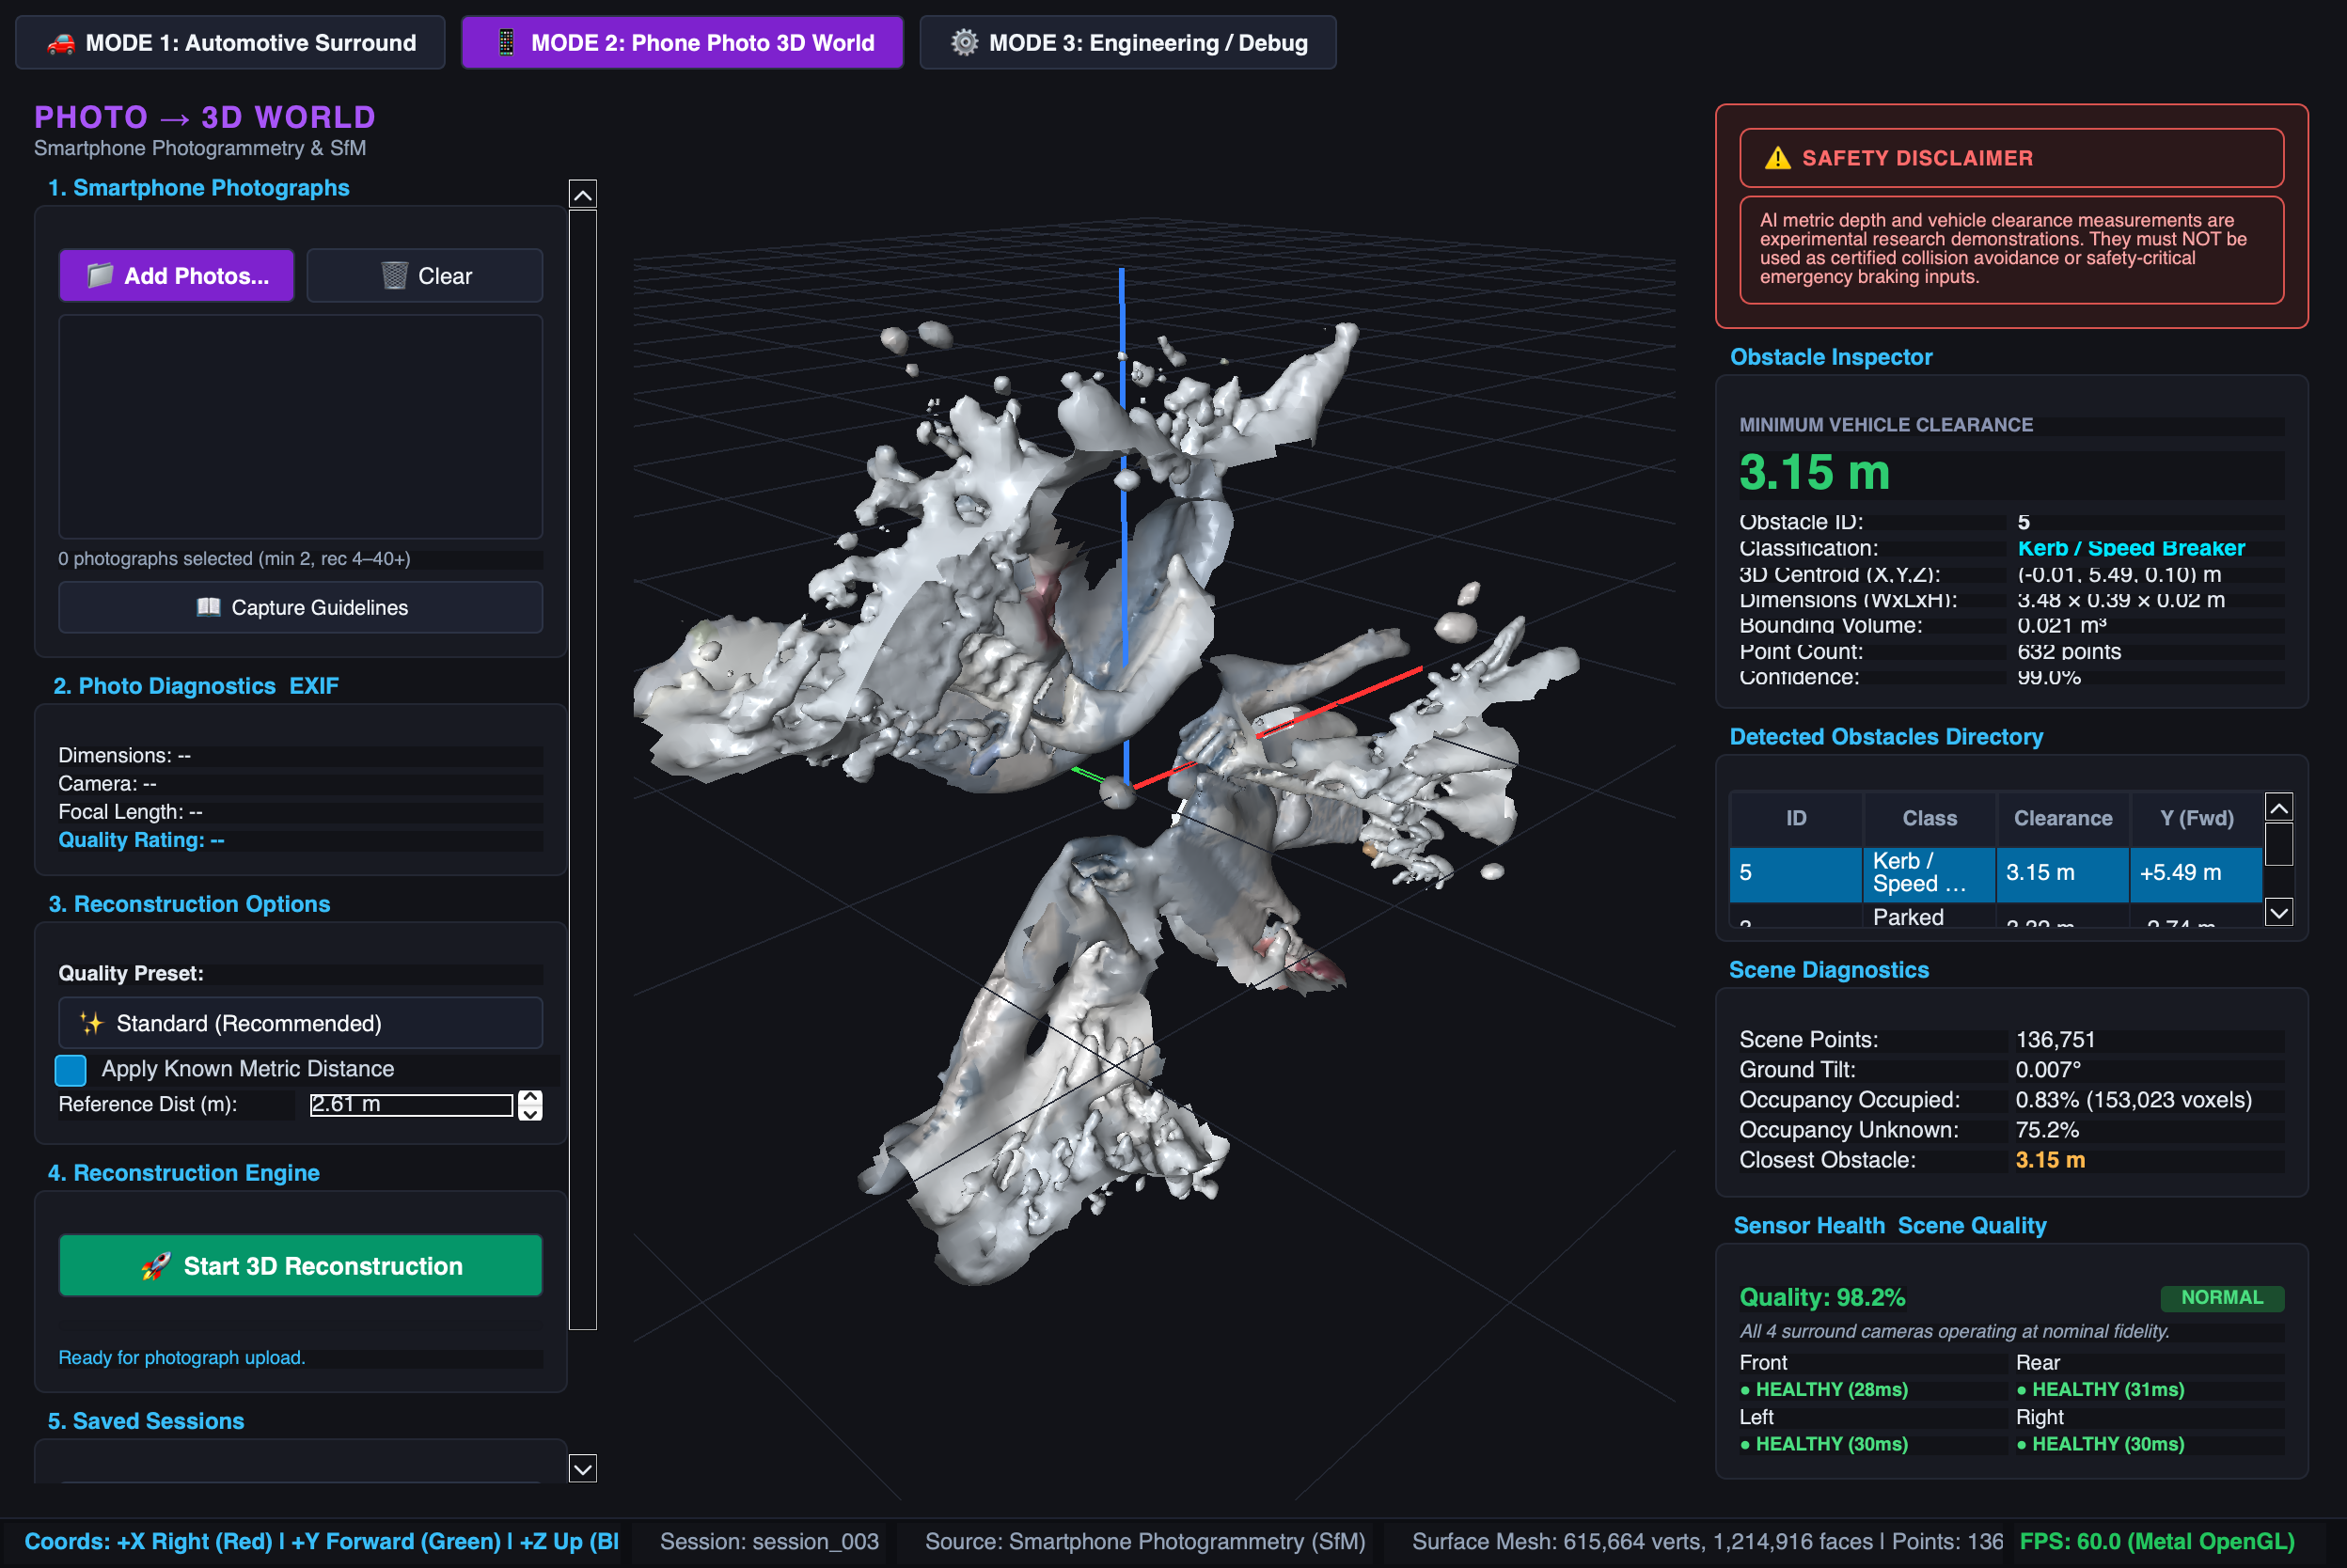 MODE 1: Automotive Surround
MODE 2: Phone Photo 3D World
MODE 3: Engineering / Debug
PHOTO → 3D WORLD
Smartphone Photogrammetry & SfM
1. Smartphone Photographs
Add Photos...
Clear
0 photographs selected (min 2, rec 4–40+)
Capture Guidelines
2. Photo Diagnostics EXIF
Dimensions: --
Camera: --
Focal Length: --
Quality Rating: --
3. Reconstruction Options
Quality Preset:
Standard (Recommended)
Apply Known Metric Distance
Reference Dist (m):
2.61 m
4. Reconstruction Engine
Start 3D Reconstruction
Ready for photograph upload.
5. Saved Sessions
SAFETY DISCLAIMER
AI metric depth and vehicle clearance measurements are
experimental research demonstrations. They must NOT be
used as certified collision avoidance or safety-critical
emergency braking inputs.
Obstacle Inspector
MINIMUM VEHICLE CLEARANCE
3.15 m
Obstacle ID: 5
Classification: Kerb / Speed Breaker
3D Centroid (X,Y,Z): (-0.01, 5.49, 0.10) m
Dimensions (WxLxH): 3.48 × 0.39 × 0.02 m
Bounding Volume: 0.021 m³
Point Count: 632 points
Confidence: 99.0%
Detected Obstacles Directory
ID Class Clearance Y (Fwd)
5 Kerb / Speed ... 3.15 m +5.49 m
Parked
Scene Diagnostics
Scene Points: 136,751
Ground Tilt: 0.007°
Occupancy Occupied: 0.83% (153,023 voxels)
Occupancy Unknown: 75.2%
Closest Obstacle: 3.15 m
Sensor Health Scene Quality
Quality: 98.2%
NORMAL
All 4 surround cameras operating at nominal fidelity.
Front Rear
● HEALTHY (28ms) ● HEALTHY (31ms)
Left Right
● HEALTHY (30ms) ● HEALTHY (30ms)
Coords: +X Right (Red) | +Y Forward (Green) | +Z Up (Bl
Session: session_003
Source: Smartphone Photogrammetry (SfM)
Surface Mesh: 615,664 verts, 1,214,916 faces | Points: 136
FPS: 60.0 (Metal OpenGL)